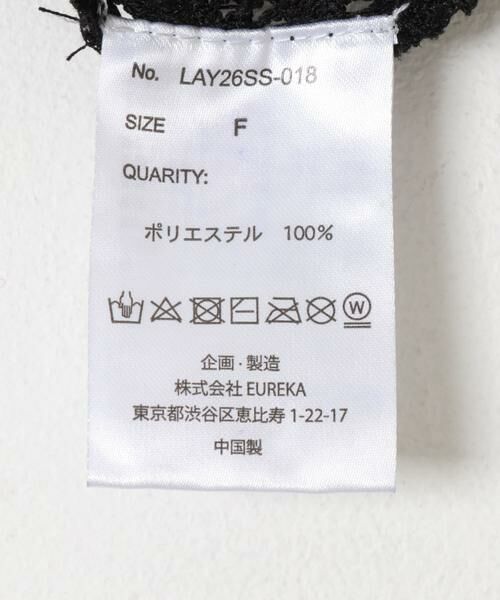 No. LAY26SS-018
SIZE F
QUARITY:
ポリエステル 100%
W
企画・製造
株式会社 EUREKA
東京都渋谷区恵比寿 1-22-17
中国製